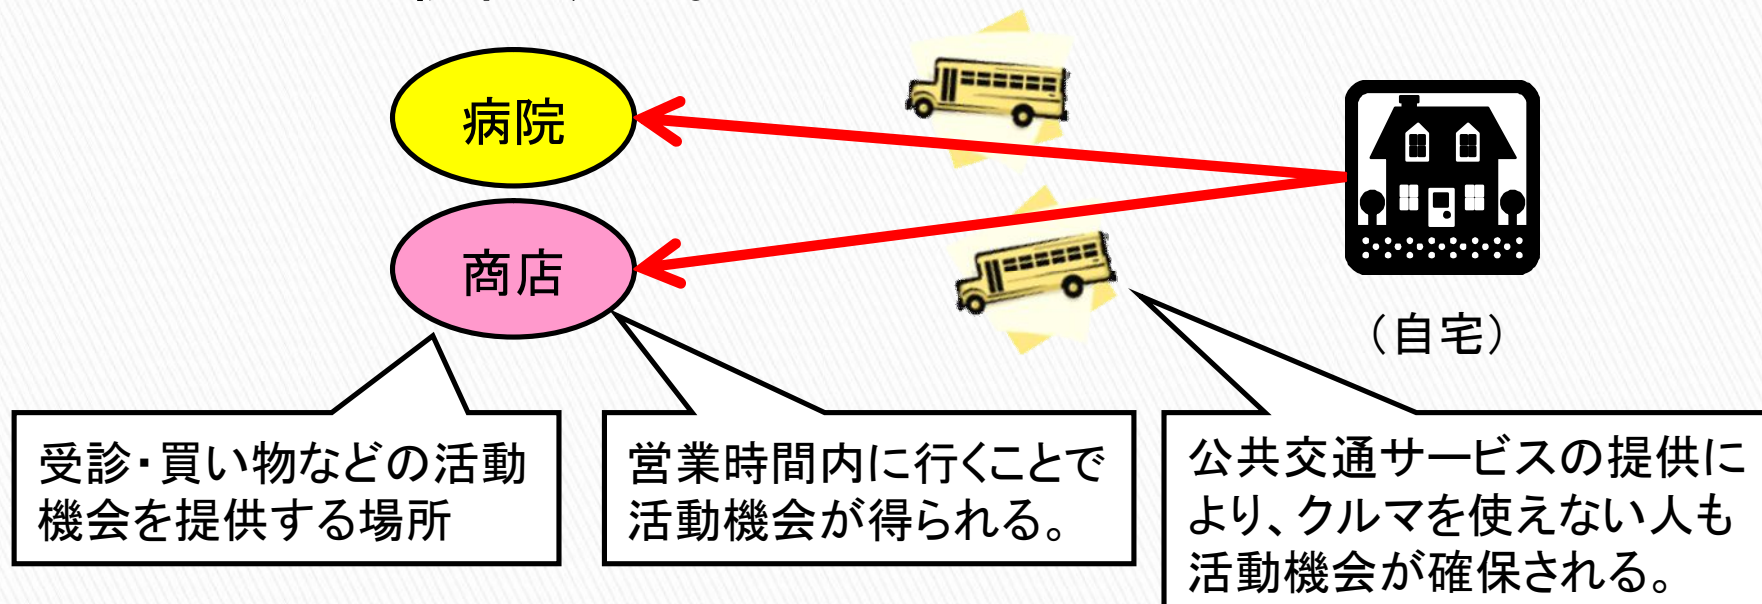 病院
商店
（自宅）
受診・買い物などの活動
機会を提供する場所
営業時間内に行くことで
活動機会が得られる。
公共交通サービスの提供に
より、クルマを使えない人も
活動機会が確保される。